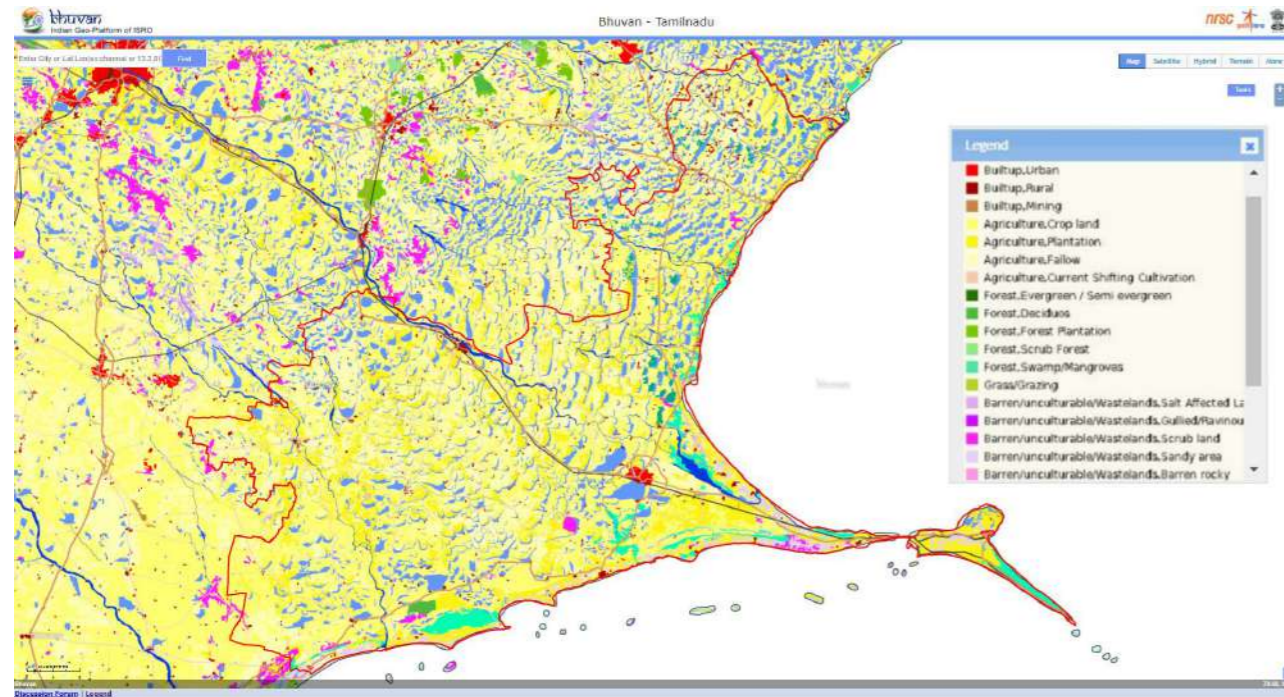 bhuvan
Indian Geo-Platform of ISRO
Bhuvan - Tamilnadu
nrsc
Find
Map Satellite Hybrid Terrain None
Tools
Legend
Builtup,Urban
Builtup,Rural
Builtup,Mining
Agriculture,Crop land
Agriculture,Plantation
Agriculture,Fallow
Agriculture,Current Shifting Cultivation
Forest,Evergreen / Semi evergreen
Forest,Deciduos
Forest,Forest Plantation
Forest,Scrub Forest
Forest,Swamp/Mangroves
Grass/Grazing
Barren/unculturable/Wastelands,Salt Affected La
Barren/unculturable/Wastelands,Gullied/Ravinou
Barren/unculturable/Wastelands,Scrub land
Barren/unculturable/Wastelands,Sandy area
Barren/unculturable/Wastelands,Barren rocky
Discussion Forum | Legend